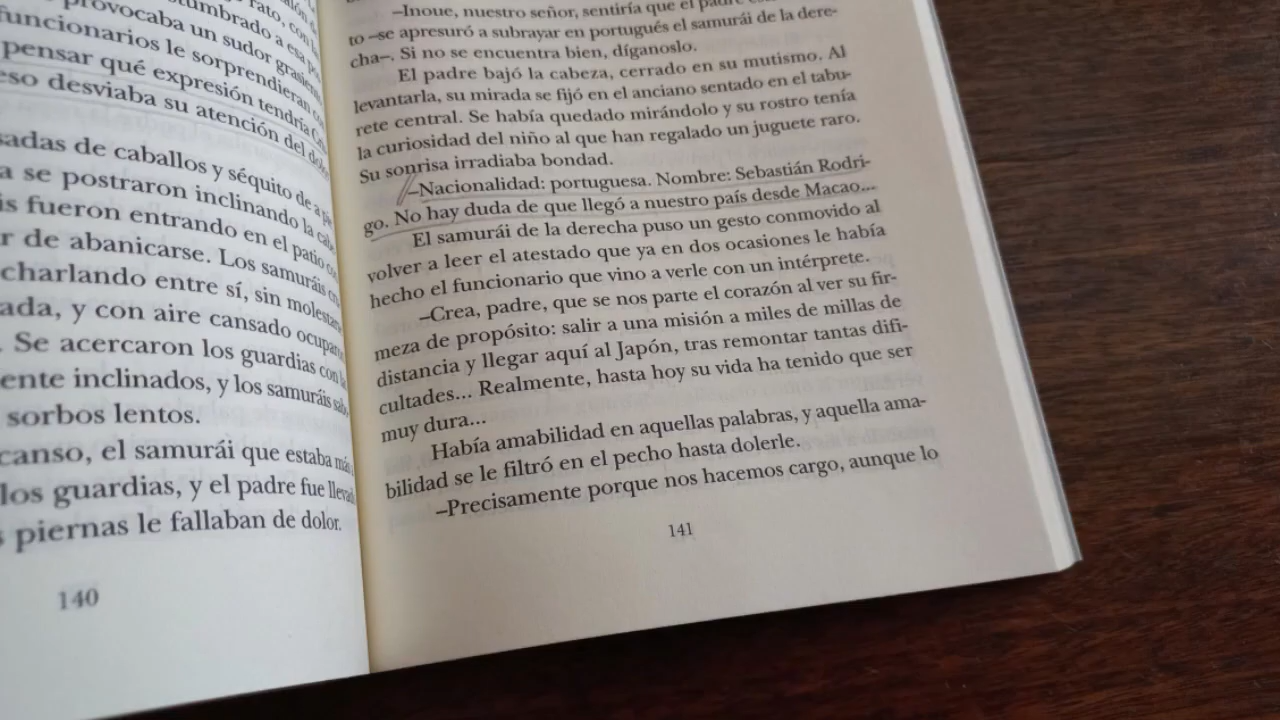 rato, con
tumbrado a esa
provocaba un sudor
funcionarios le sorprendieran
pensar qué expresión tendría
eso desviaba su atención del
sadas de caballos y séquito de a pie
a se postraron inclinando la
is fueron entrando en el patio
r de abanicarse. Los samuráis
charlando entre sí, sin
ada, y con aire cansado
. Se acercaron los guardias con
ente inclinados, y los samuráis
sorbos lentos.
canso, el samurái que estaba
los guardias, y el padre fue
s piernas le fallaban de dolor.
140
–Inoue, nuestro señor, sentiría que el padre
to –se apresuró a subrayar en portugués el samurái de la dere-
cha–. Si no se encuentra bien, díganoslo.
El padre bajó la cabeza, cerrado en su mutismo. Al
levantarla, su mirada se fijó en el anciano sentado en el tabu-
rete central. Se había quedado mirándolo y su rostro tenía
la curiosidad del niño al que han regalado un juguete raro.
Su sonrisa irradiaba bondad.
–Nacionalidad: portuguesa. Nombre: Sebastián Rodri-
go. No hay duda de que llegó a nuestro país desde Macao...
El samurái de la derecha puso un gesto conmovido al
volver a leer el atestado que ya en dos ocasiones le había
hecho el funcionario que vino a verle con un intérprete.
–Crea, padre, que se nos parte el corazón al ver su fir-
meza de propósito: salir a una misión a miles de millas de
distancia y llegar aquí al Japón, tras remontar tantas difi-
cultades... Realmente, hasta hoy su vida ha tenido que ser
muy dura...
Había amabilidad en aquellas palabras, y aquella ama-
bilidad se le filtró en el pecho hasta dolerle.
–Precisamente porque nos hacemos cargo, aunque lo
141